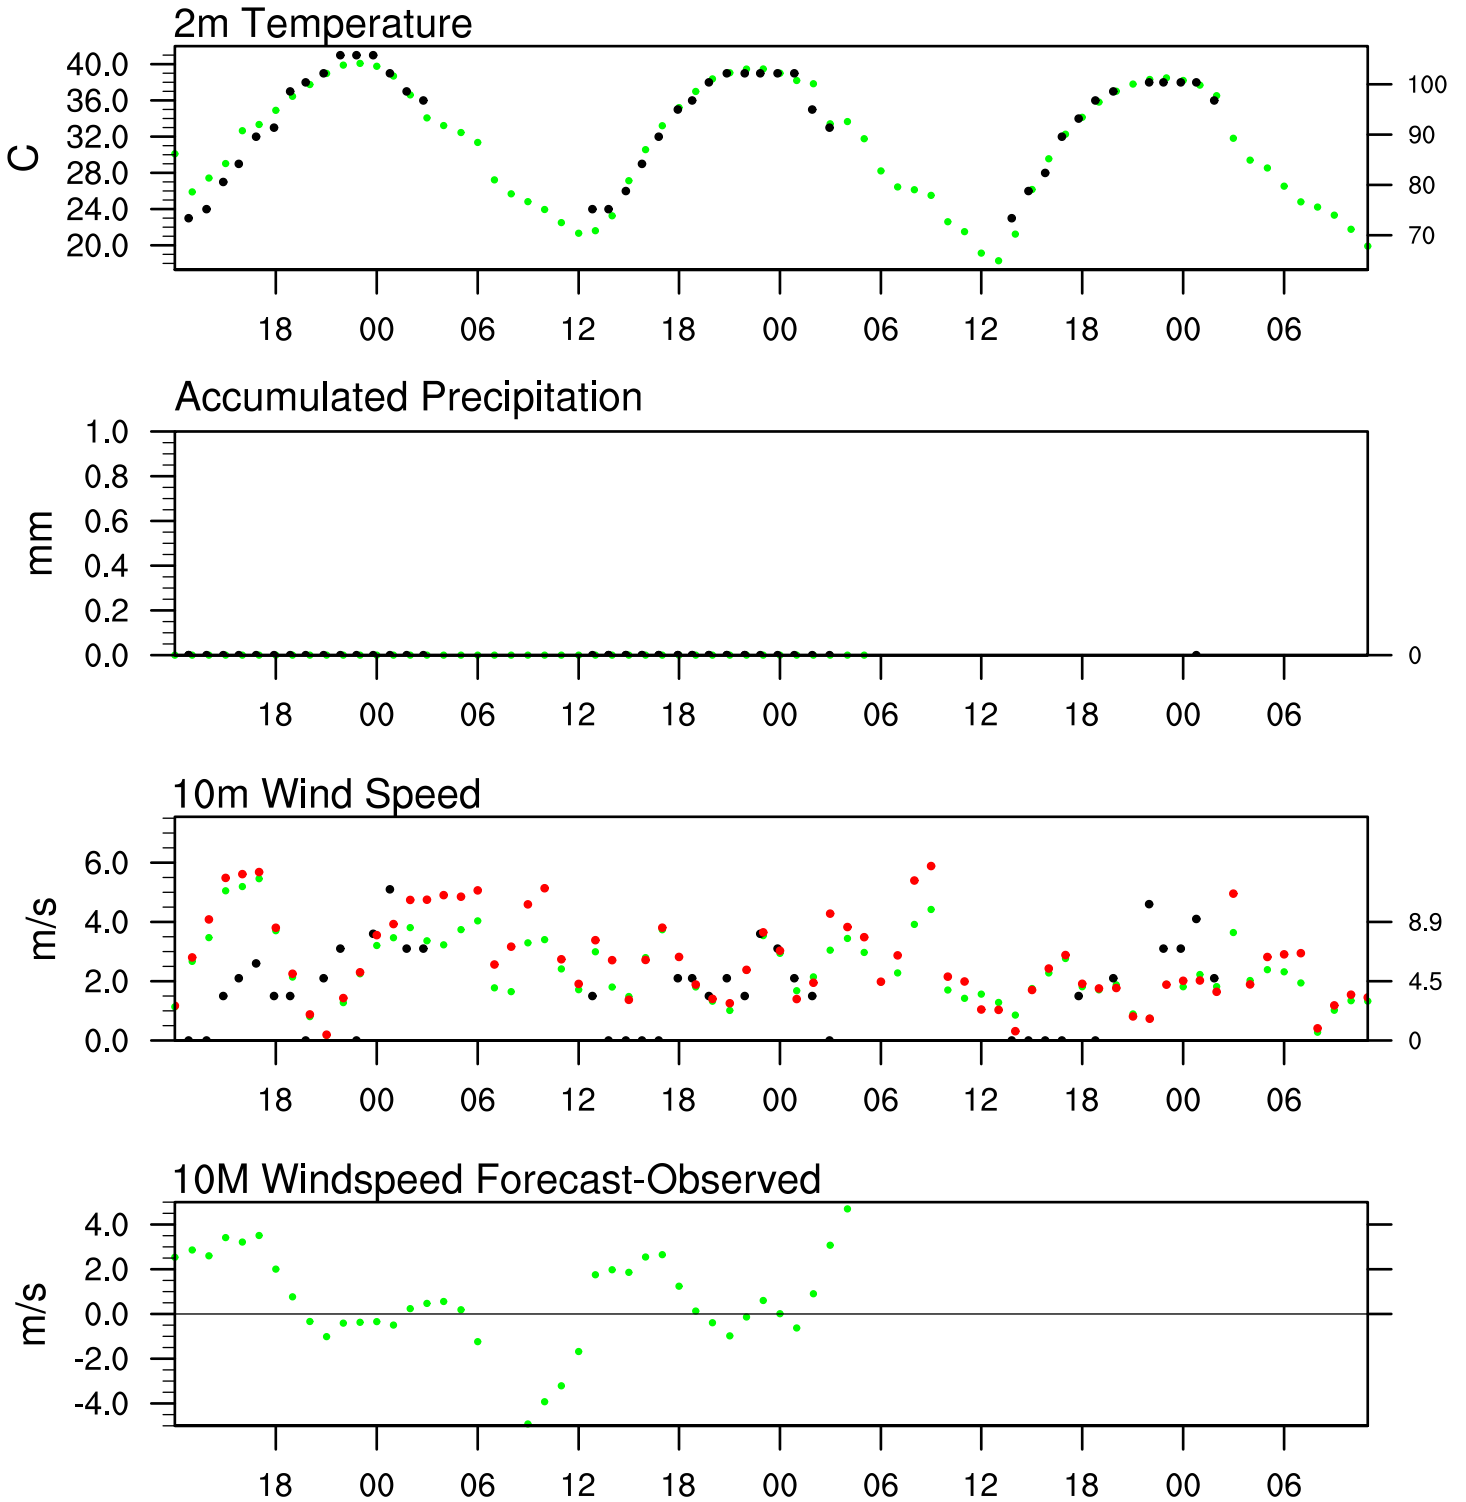 2m Temperature
40.0
36.0
32.0
28.0
24.0
20.0
C
100
90
80
70
18 00 06 12 18 00 06 12 18 00 06
Accumulated Precipitation
1.0
0.8
0.6
0.4
0.2
0.0
mm
0
18 00 06 12 18 00 06 12 18 00 06
10m Wind Speed
6.0
4.0
2.0
0.0
m/s
8.9
4.5
0
18 00 06 12 18 00 06 12 18 00 06
10M Windspeed Forecast-Observed
4.0
2.0
0.0
-2.0
-4.0
m/s
18 00 06 12 18 00 06 12 18 00 06